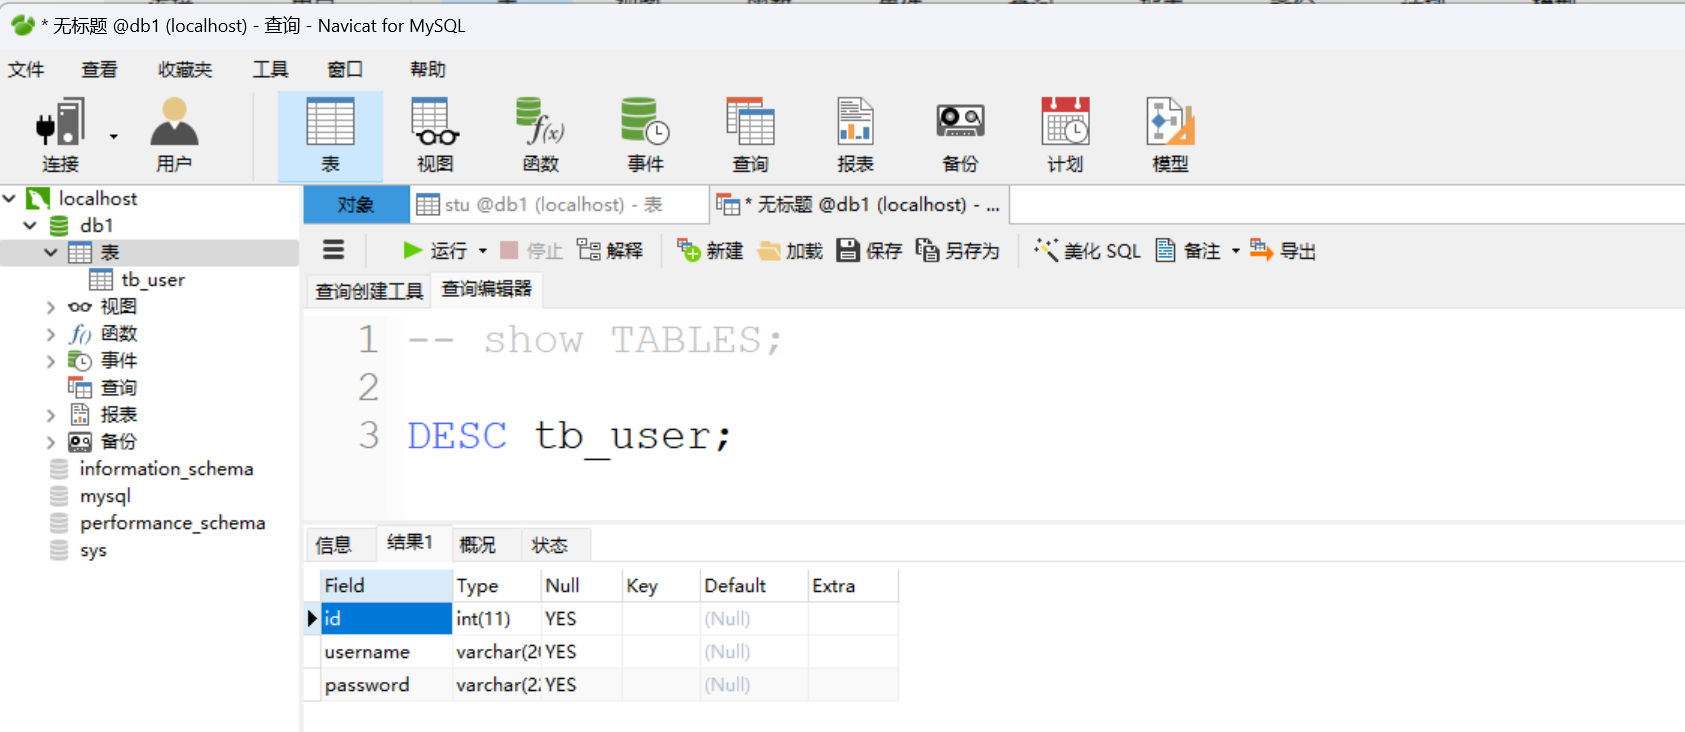 * 无标题 @db1 (localhost) - 查询 - Navicat for MySQL
文件 查看 收藏夹 工具 窗口 帮助
连接 用户 表 视图 函数 事件 查询 报表 备份 计划 模型
localhost
db1
表
tb_user
视图
函数
事件
查询
报表
备份
information_schema
mysql
performance_schema
sys
对象 stu @db1 (localhost) - 表 * 无标题 @db1 (localhost) - ...
运行 停止 解释 新建 加载 保存 另存为 美化 SQL 备注 导出
查询创建工具 查询编辑器
1 -- show TABLES;
2
3 DESC tb_user;
信息 结果1 概况 状态
Field Type Null Key Default Extra
id int(11) YES (Null)
username varchar(20 YES (Null)
password varchar(22 YES (Null)